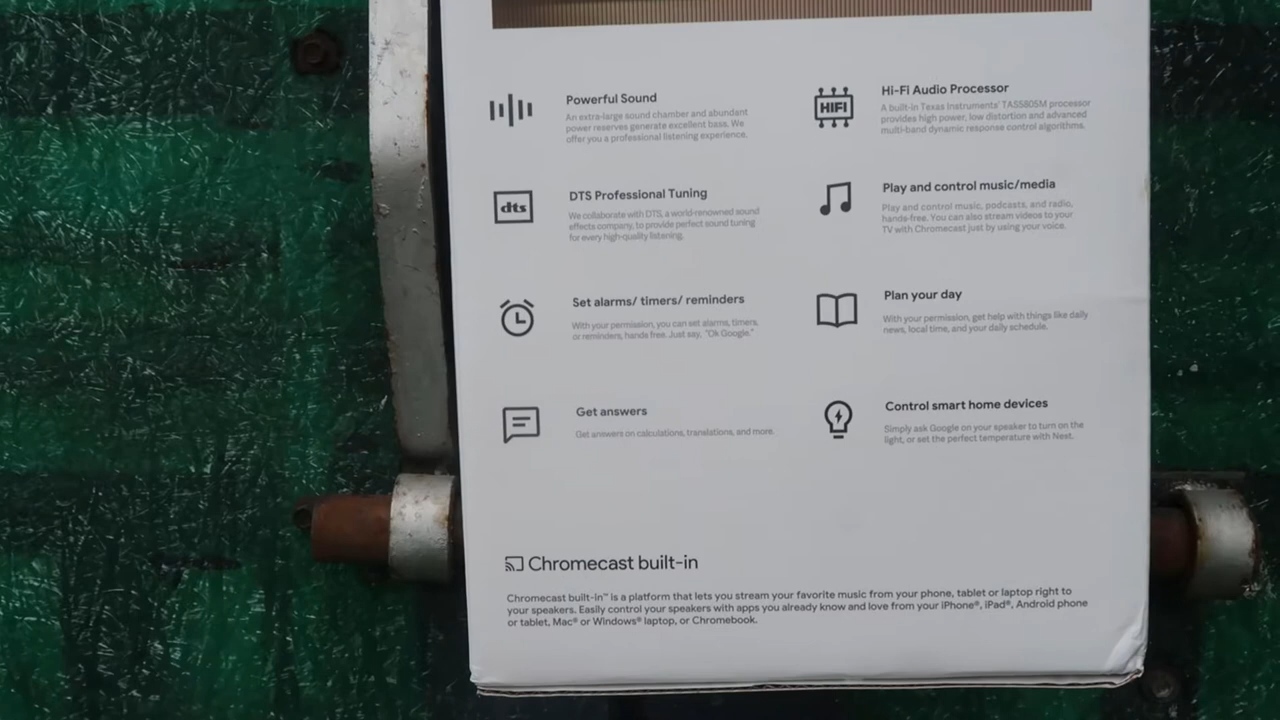 Powerful Sound
An extra-large sound chamber and abundant
power reserves generate excellent bass. We
offer you a professional listening experience.
HIFI
Hi-Fi Audio Processor
A built-in Texas Instruments' TAS5805M processor
provides high power, low distortion and advanced
multi-band dynamic response control algorithms.
dts
DTS Professional Tuning
We collaborate with DTS, a world-renowned sound
effects company, to provide perfect sound tuning
for every high-quality listening.
Play and control music/media
Play and control music, podcasts, and radio,
hands-free. You can also stream videos to your
TV with Chromecast just by using your voice.
Set alarms/ timers/ reminders
With your permission, you can set alarms, timers,
or reminders, hands free. Just say, "Ok Google."
Plan your day
With your permission, get help with things like daily
news, local time, and your daily schedule.
Get answers
Get answers on calculations, translations, and more.
Control smart home devices
Simply ask Google on your speaker to turn on the
light, or set the perfect temperature with Nest.
Chromecast built-in
Chromecast built-in™ is a platform that lets you stream your favorite music from your phone, tablet or laptop right to
your speakers. Easily control your speakers with apps you already know and love from your iPhone®, iPad®, Android phone
or tablet, Mac® or Windows® laptop, or Chromebook.